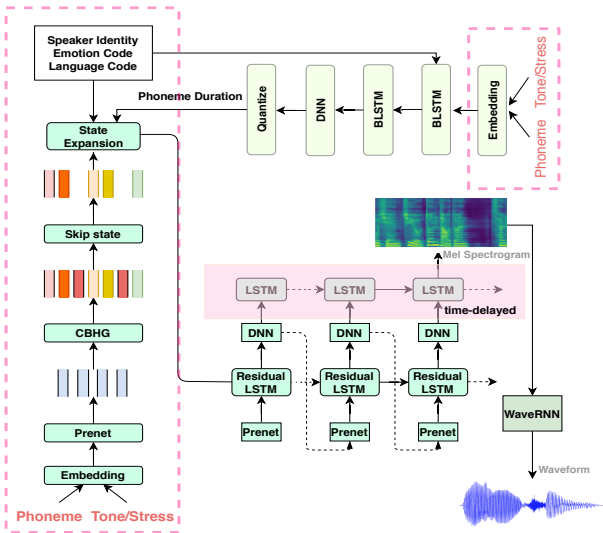 Speaker Identity
Emotion Code
Language Code
Phoneme Duration
Quantize
DNN
BLSTM
BLSTM
Embedding
Tone/Stress
Phoneme
State
Expansion
Skip state
CBHG
Prenet
Embedding
Phoneme Tone/Stress
Mel Spectrogram
LSTM
LSTM
LSTM
time-delayed
DNN
DNN
DNN
Residual
LSTM
Residual
LSTM
Residual
LSTM
Prenet
Prenet
Prenet
WaveRNN
Waveform